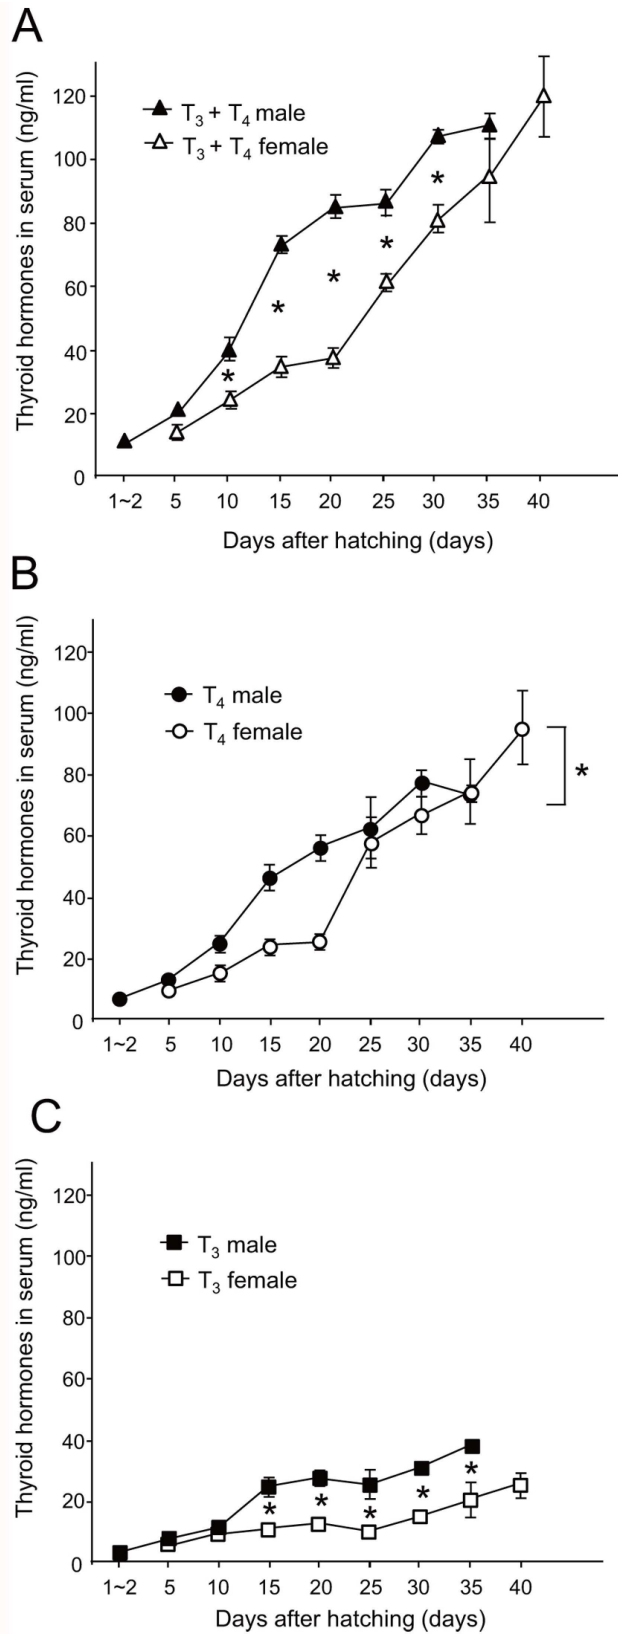 A
Thyroid hormones in serum (ng/ml)
120
100
80
60
40
20
0
T₃ + T₄ male
T₃ + T₄ female
*
*
*
*
*
1~2 5 10 15 20 25 30 35 40
Days after hatching (days)
B
Thyroid hormones in serum (ng/ml)
120
100
80
60
40
20
0
T₄ male
T₄ female
*
1~2 5 10 15 20 25 30 35 40
Days after hatching (days)
C
Thyroid hormones in serum (ng/ml)
120
100
80
60
40
20
0
T₃ male
T₃ female
* * * * *
1~2 5 10 15 20 25 30 35 40
Days after hatching (days)